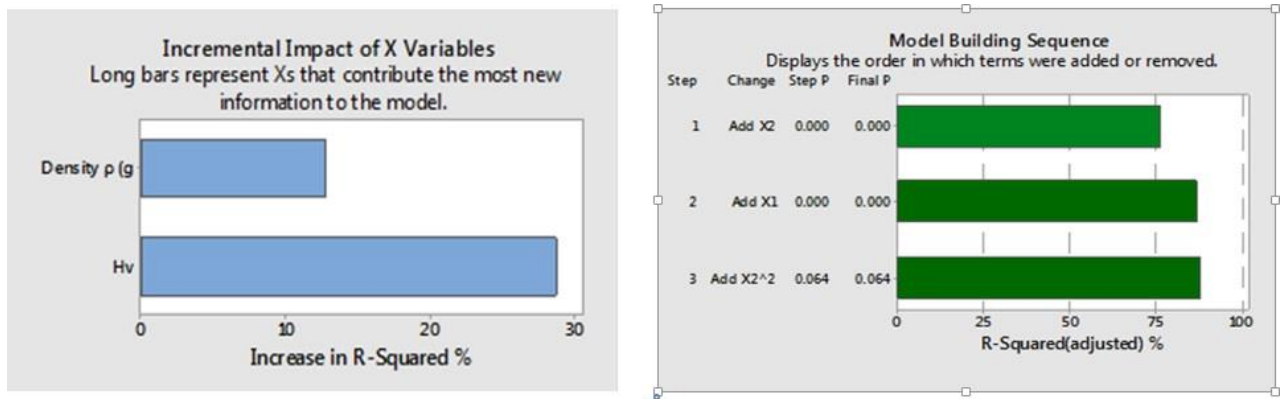 Incremental Impact of X Variables
Long bars represent Xs that contribute the most new
information to the model.
Density ρ (g
Hv
0 10 20 30
Increase in R-Squared %
Model Building Sequence
Displays the order in which terms were added or removed.
Step Change Step P Final P
1 Add X2 0.000 0.000
2 Add X1 0.000 0.000
3 Add X2^2 0.064 0.064
0 25 50 75 100
R-Squared(adjusted) %